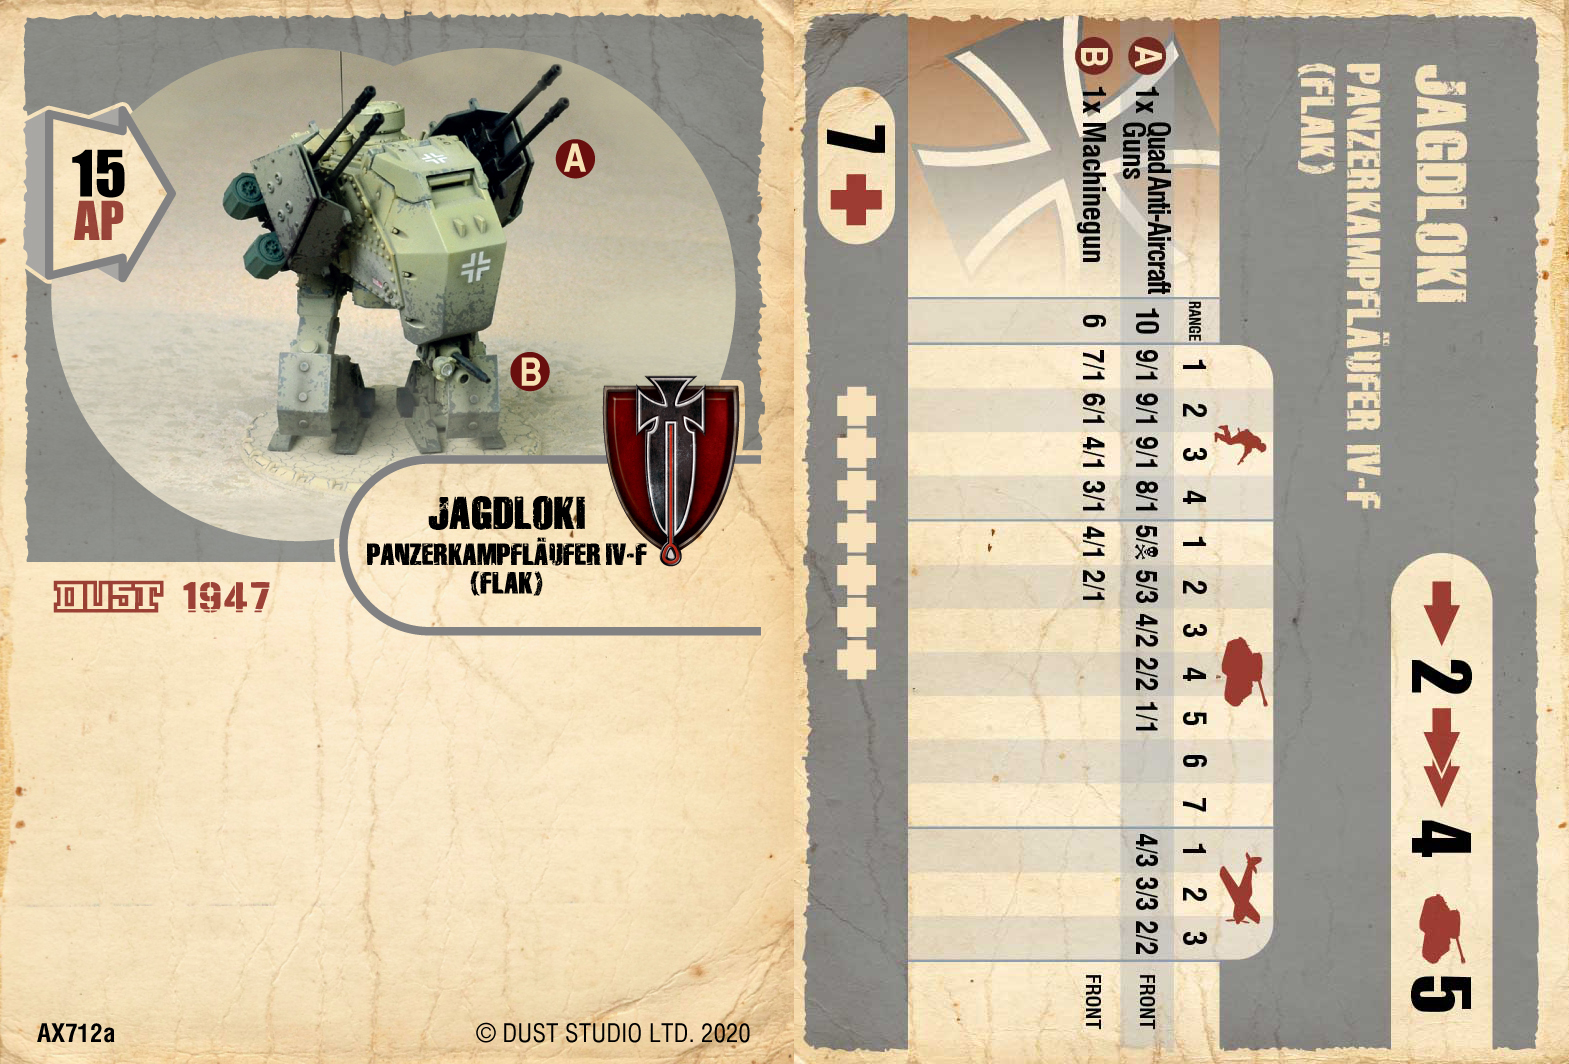 15
AP
A
B
JAGDLOKI
PANZERKAMPFLÄUFER IV-F
(FLAK)
DUST 1947
AX712a
© DUST STUDIO LTD. 2020
JAGDLOKI
PANZERKAMPFLÄUFER IV-F
(FLAK)
2 4 5
RANGE 1 2 3 4 1 2 3 4 5 6 7 1 2 3
A 1x Quad Anti-Aircraft 10 9/1 9/1 9/1 8/1 5/☠ 5/3 4/2 2/2 1/1 4/3 3/3 2/2 FRONT
Guns
B 1x Machinegun 6 7/1 6/1 4/1 3/1 4/1 2/1 FRONT
7